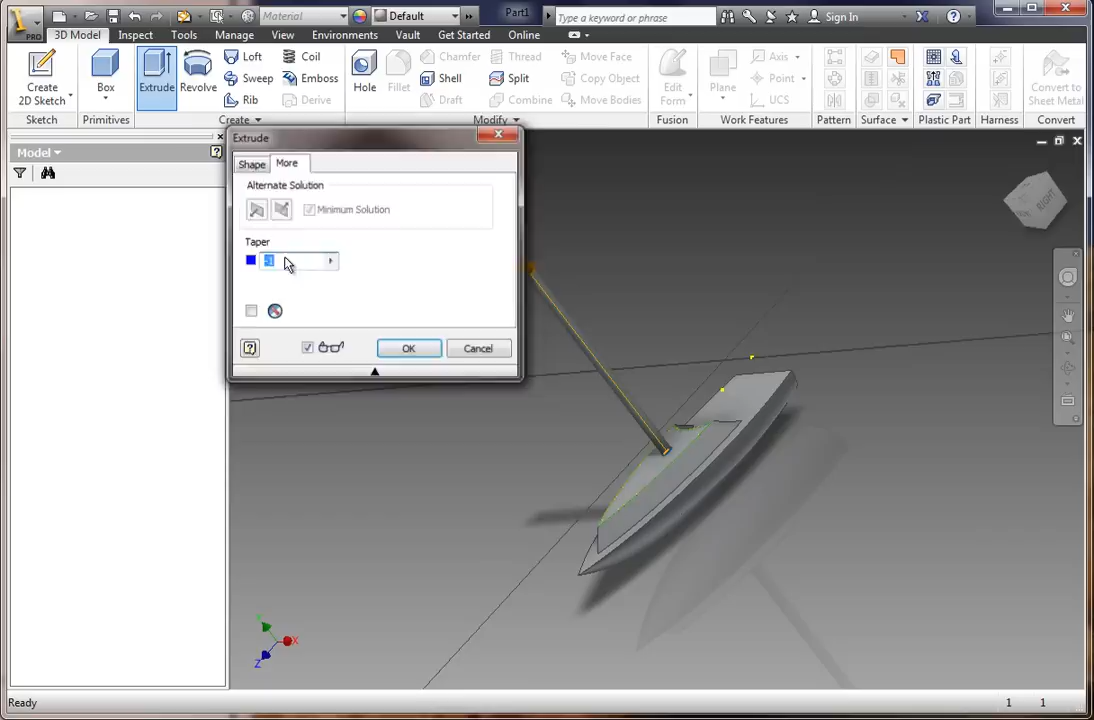 Material
Default
Part1
Type a keyword or phrase
Sign In
PRO
3D Model
Inspect
Tools
Manage
View
Environments
Vault
Get Started
Online
Create
2D Sketch
Sketch
Box
Primitives
Extrude
Revolve
Loft
Sweep
Rib
Coil
Emboss
Derive
Create
Hole
Fillet
Chamfer
Shell
Draft
Thread
Split
Combine
Move Face
Copy Object
Move Bodies
Modify
Edit
Form
Fusion
Plane
Axis
Point
UCS
Work Features
Pattern
Surface
Plastic Part
Harness
Convert to
Sheet Metal
Convert
Model
Extrude
Shape
More
Alternate Solution
Minimum Solution
Taper
-1
OK
Cancel
RIGHT
Y
X
Z
Ready
1
1